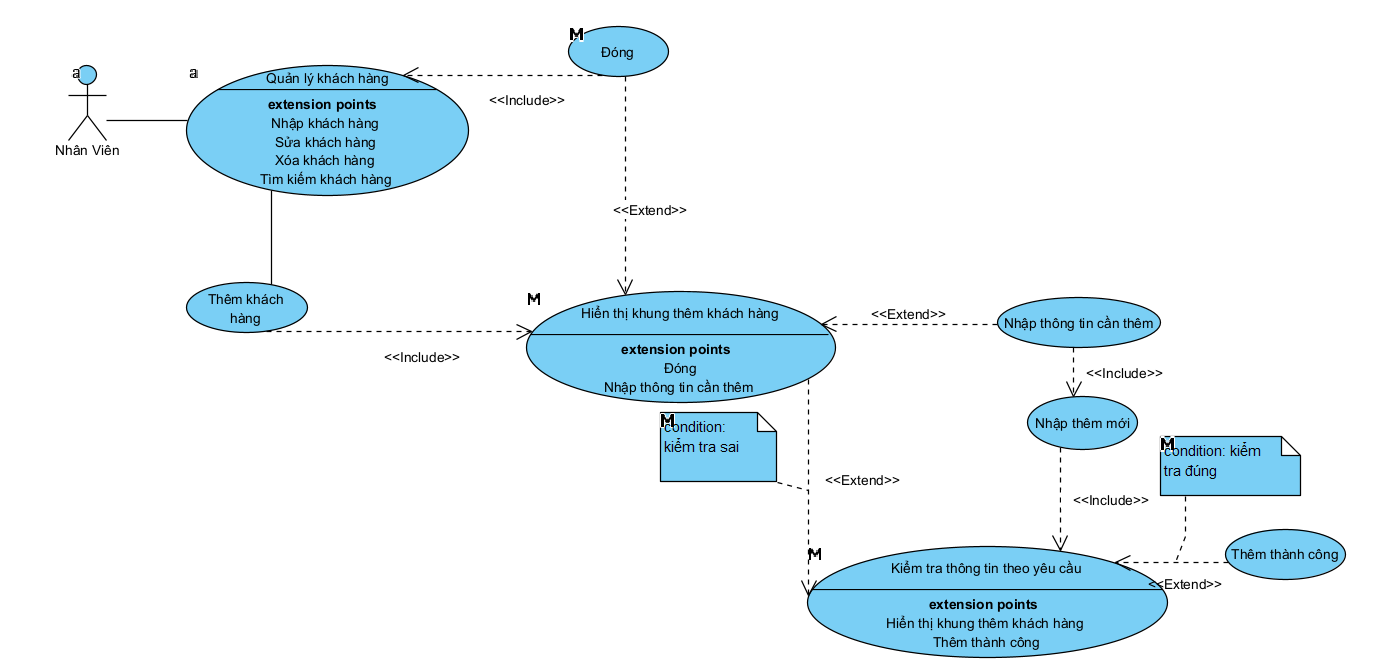 M
Đóng
a
a
Quản lý khách hàng
<<Include>>
extension points
Nhập khách hàng
Sửa khách hàng
Xóa khách hàng
Tìm kiếm khách hàng
Nhân Viên
<<Extend>>
Thêm khách
hàng
<<Include>>
M
Hiển thị khung thêm khách hàng
extension points
Đóng
Nhập thông tin cần thêm
<<Extend>>
Nhập thông tin cần thêm
<<Include>>
Nhập thêm mới
M
condition:
kiểm tra sai
<<Extend>>
M
condition: kiểm
tra đúng
<<Include>>
Thêm thành công
<<Extend>>
M
Kiểm tra thông tin theo yêu cầu
extension points
Hiển thị khung thêm khách hàng
Thêm thành công